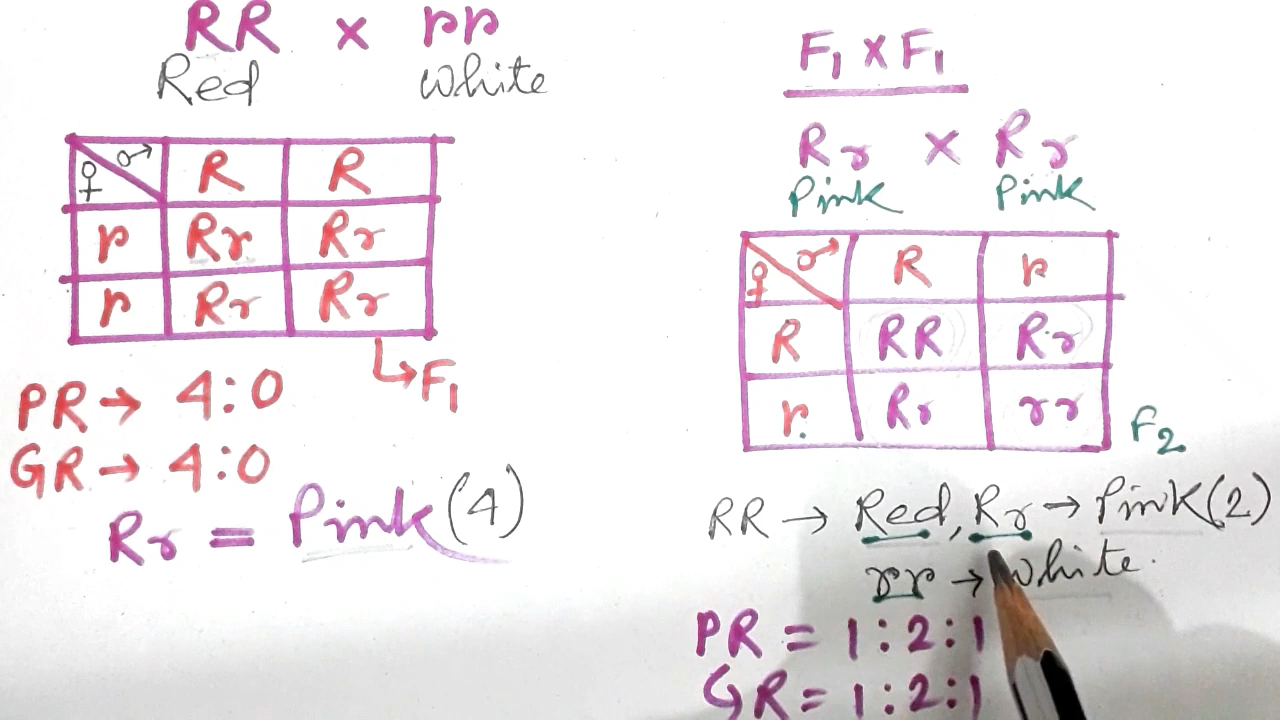 RR × rr
Red White
♀ ♂ R R
r Rr Rr
r Rr Rr
↳ F₁
PR → 4:0
GR → 4:0
Rr = Pink (4)
F₁ × F₁
Rr × Rr
Pink Pink
♀ ♂ R r
R RR Rr
r Rr rr
F₂
RR → Red, Rr → Pink (2)
rr → White.
PR = 1:2:1
GR = 1:2:1